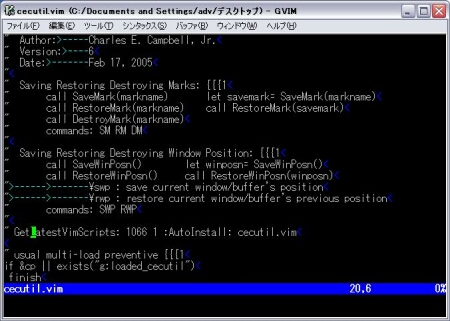 cecutil.vim (C:/Documents and Settings/adv/デスクトップ) - GVIM
ファイル(F) 編集(E) ツール(T) シンタックス(S) バッファ(B) ウィンドウ(W) ヘルプ(H)
"  Author:>-----Charles E. Campbell, Jr.<
"  Version:>----6<
"  Date:>-------Feb 17, 2005<
"<
"  Saving Restoring Destroying Marks: [[[1<
"       call SaveMark(markname)       let savemark= SaveMark(markname)<
"       call RestoreMark(markname)    call RestoreMark(savemark)<
"       call DestroyMark(markname)<
"       commands: SM RM DM<
"<
"  Saving Restoring Destroying Window Position: [[[1<
"       call SaveWinPosn()        let winposn= SaveWinPosn()<
"       call RestoreWinPosn()     call RestoreWinPosn(winposn)<
">------>-------¥swp : save current window/buffer's position<
">------>-------¥rwp : restore current window/buffer's previous position<
"       commands: SWP RWP<
"<
" GetLatestVimScripts: 1066 1 :AutoInstall: cecutil.vim<
"<
" usual multi-load preventive [[[1<
if &cp || exists("g:loaded_cecutil")<
 finish<
cecutil.vim 20,6 0%